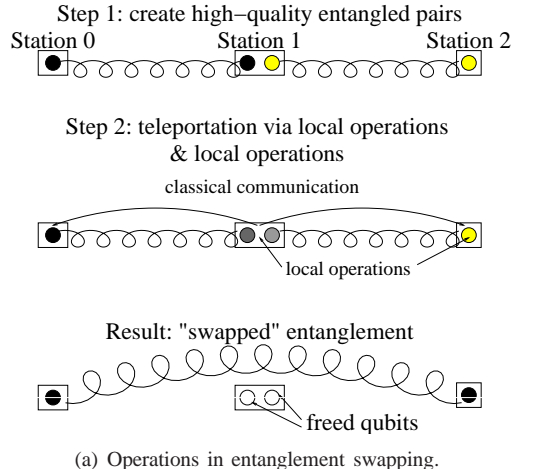 Step 1: create high−quality entangled pairs
Station 0 Station 1 Station 2
Step 2: teleportation via local operations
& local operations
classical communication
local operations
Result: "swapped" entanglement
freed qubits
(a) Operations in entanglement swapping.